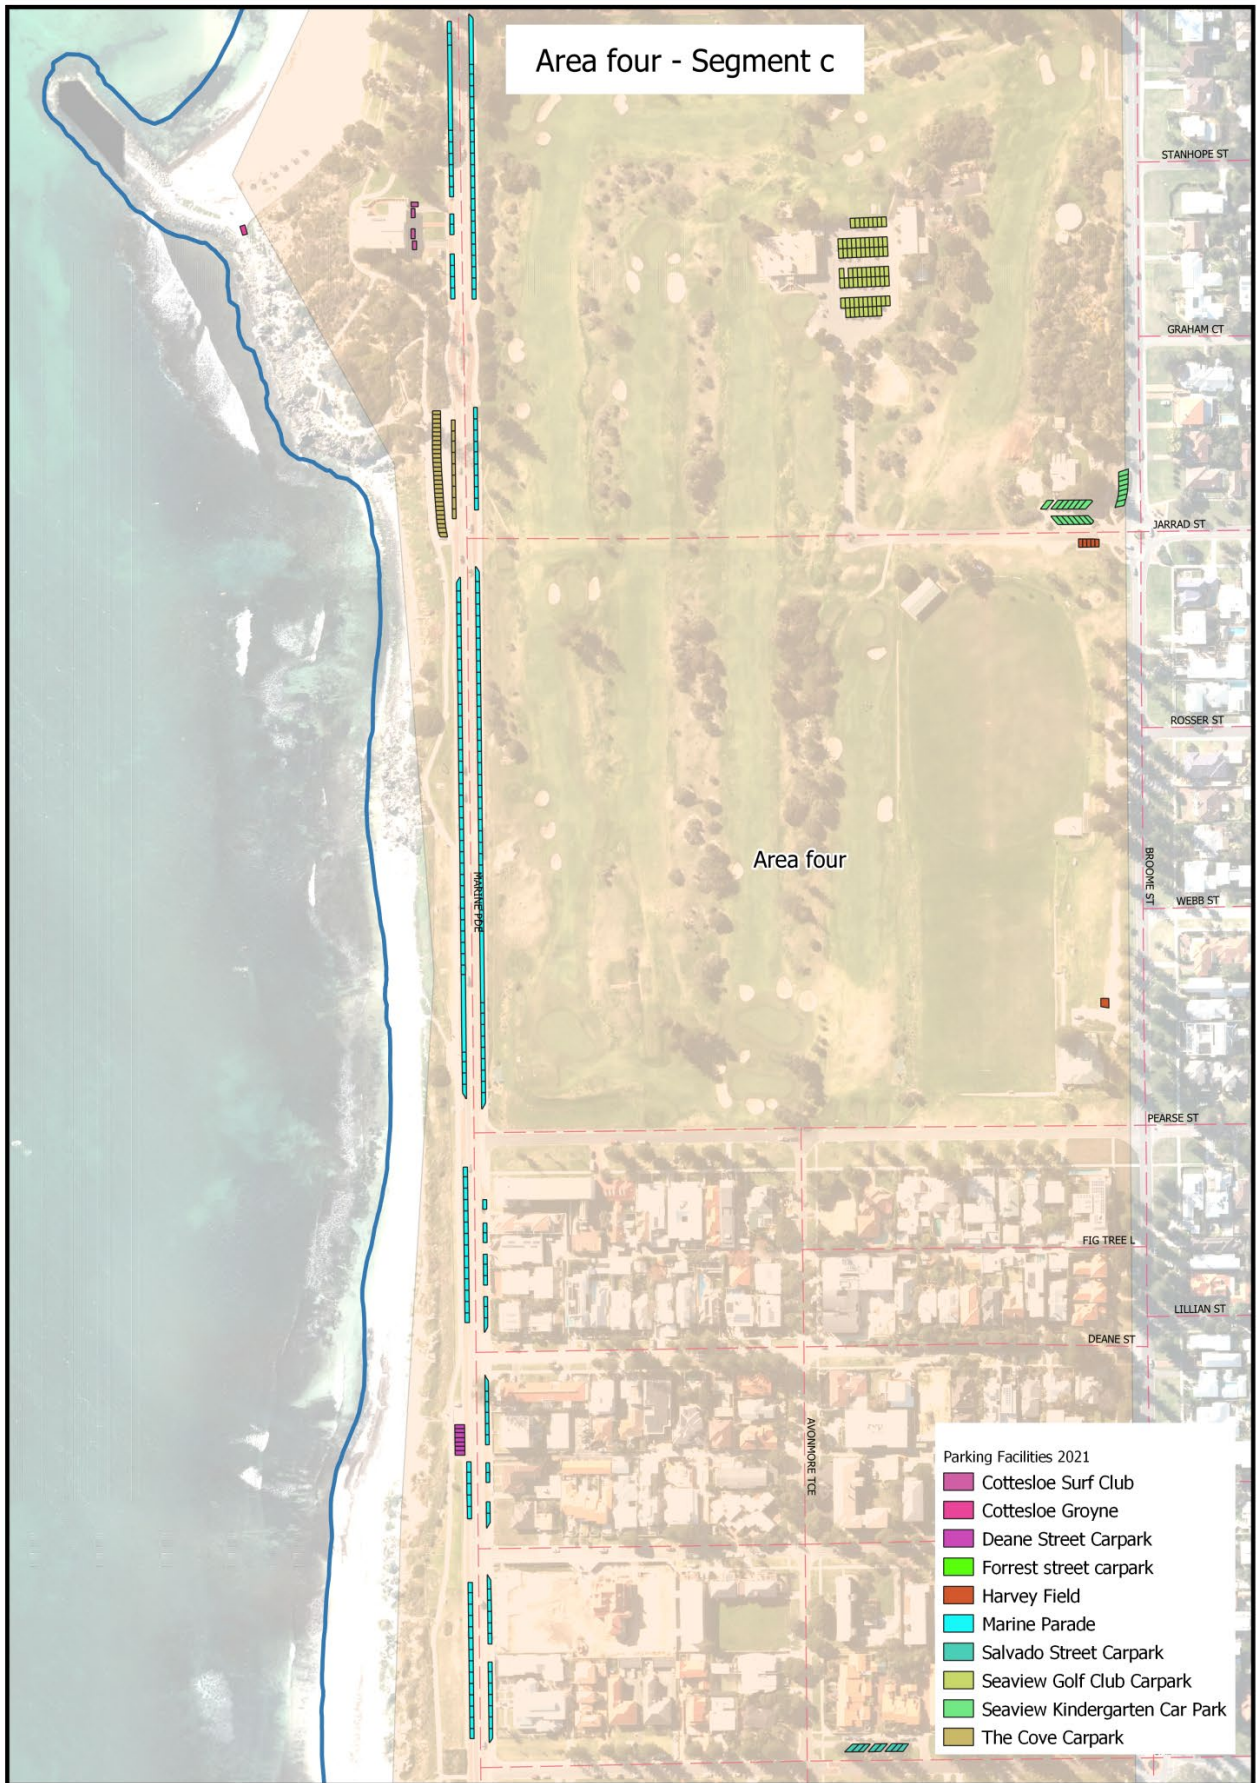 Area four - Segment c
STANHOPE ST
GRAHAM CT
JARRAD ST
ROSSER ST
MARINE PDE
Area four
BROOME ST
WEBB ST
PEARSE ST
FIG TREE L
LILLIAN ST
DEANE ST
AVONMORE TCE
Parking Facilities 2021
Cottesloe Surf Club
Cottesloe Groyne
Deane Street Carpark
Forrest street carpark
Harvey Field
Marine Parade
Salvado Street Carpark
Seaview Golf Club Carpark
Seaview Kindergarten Car Park
The Cove Carpark